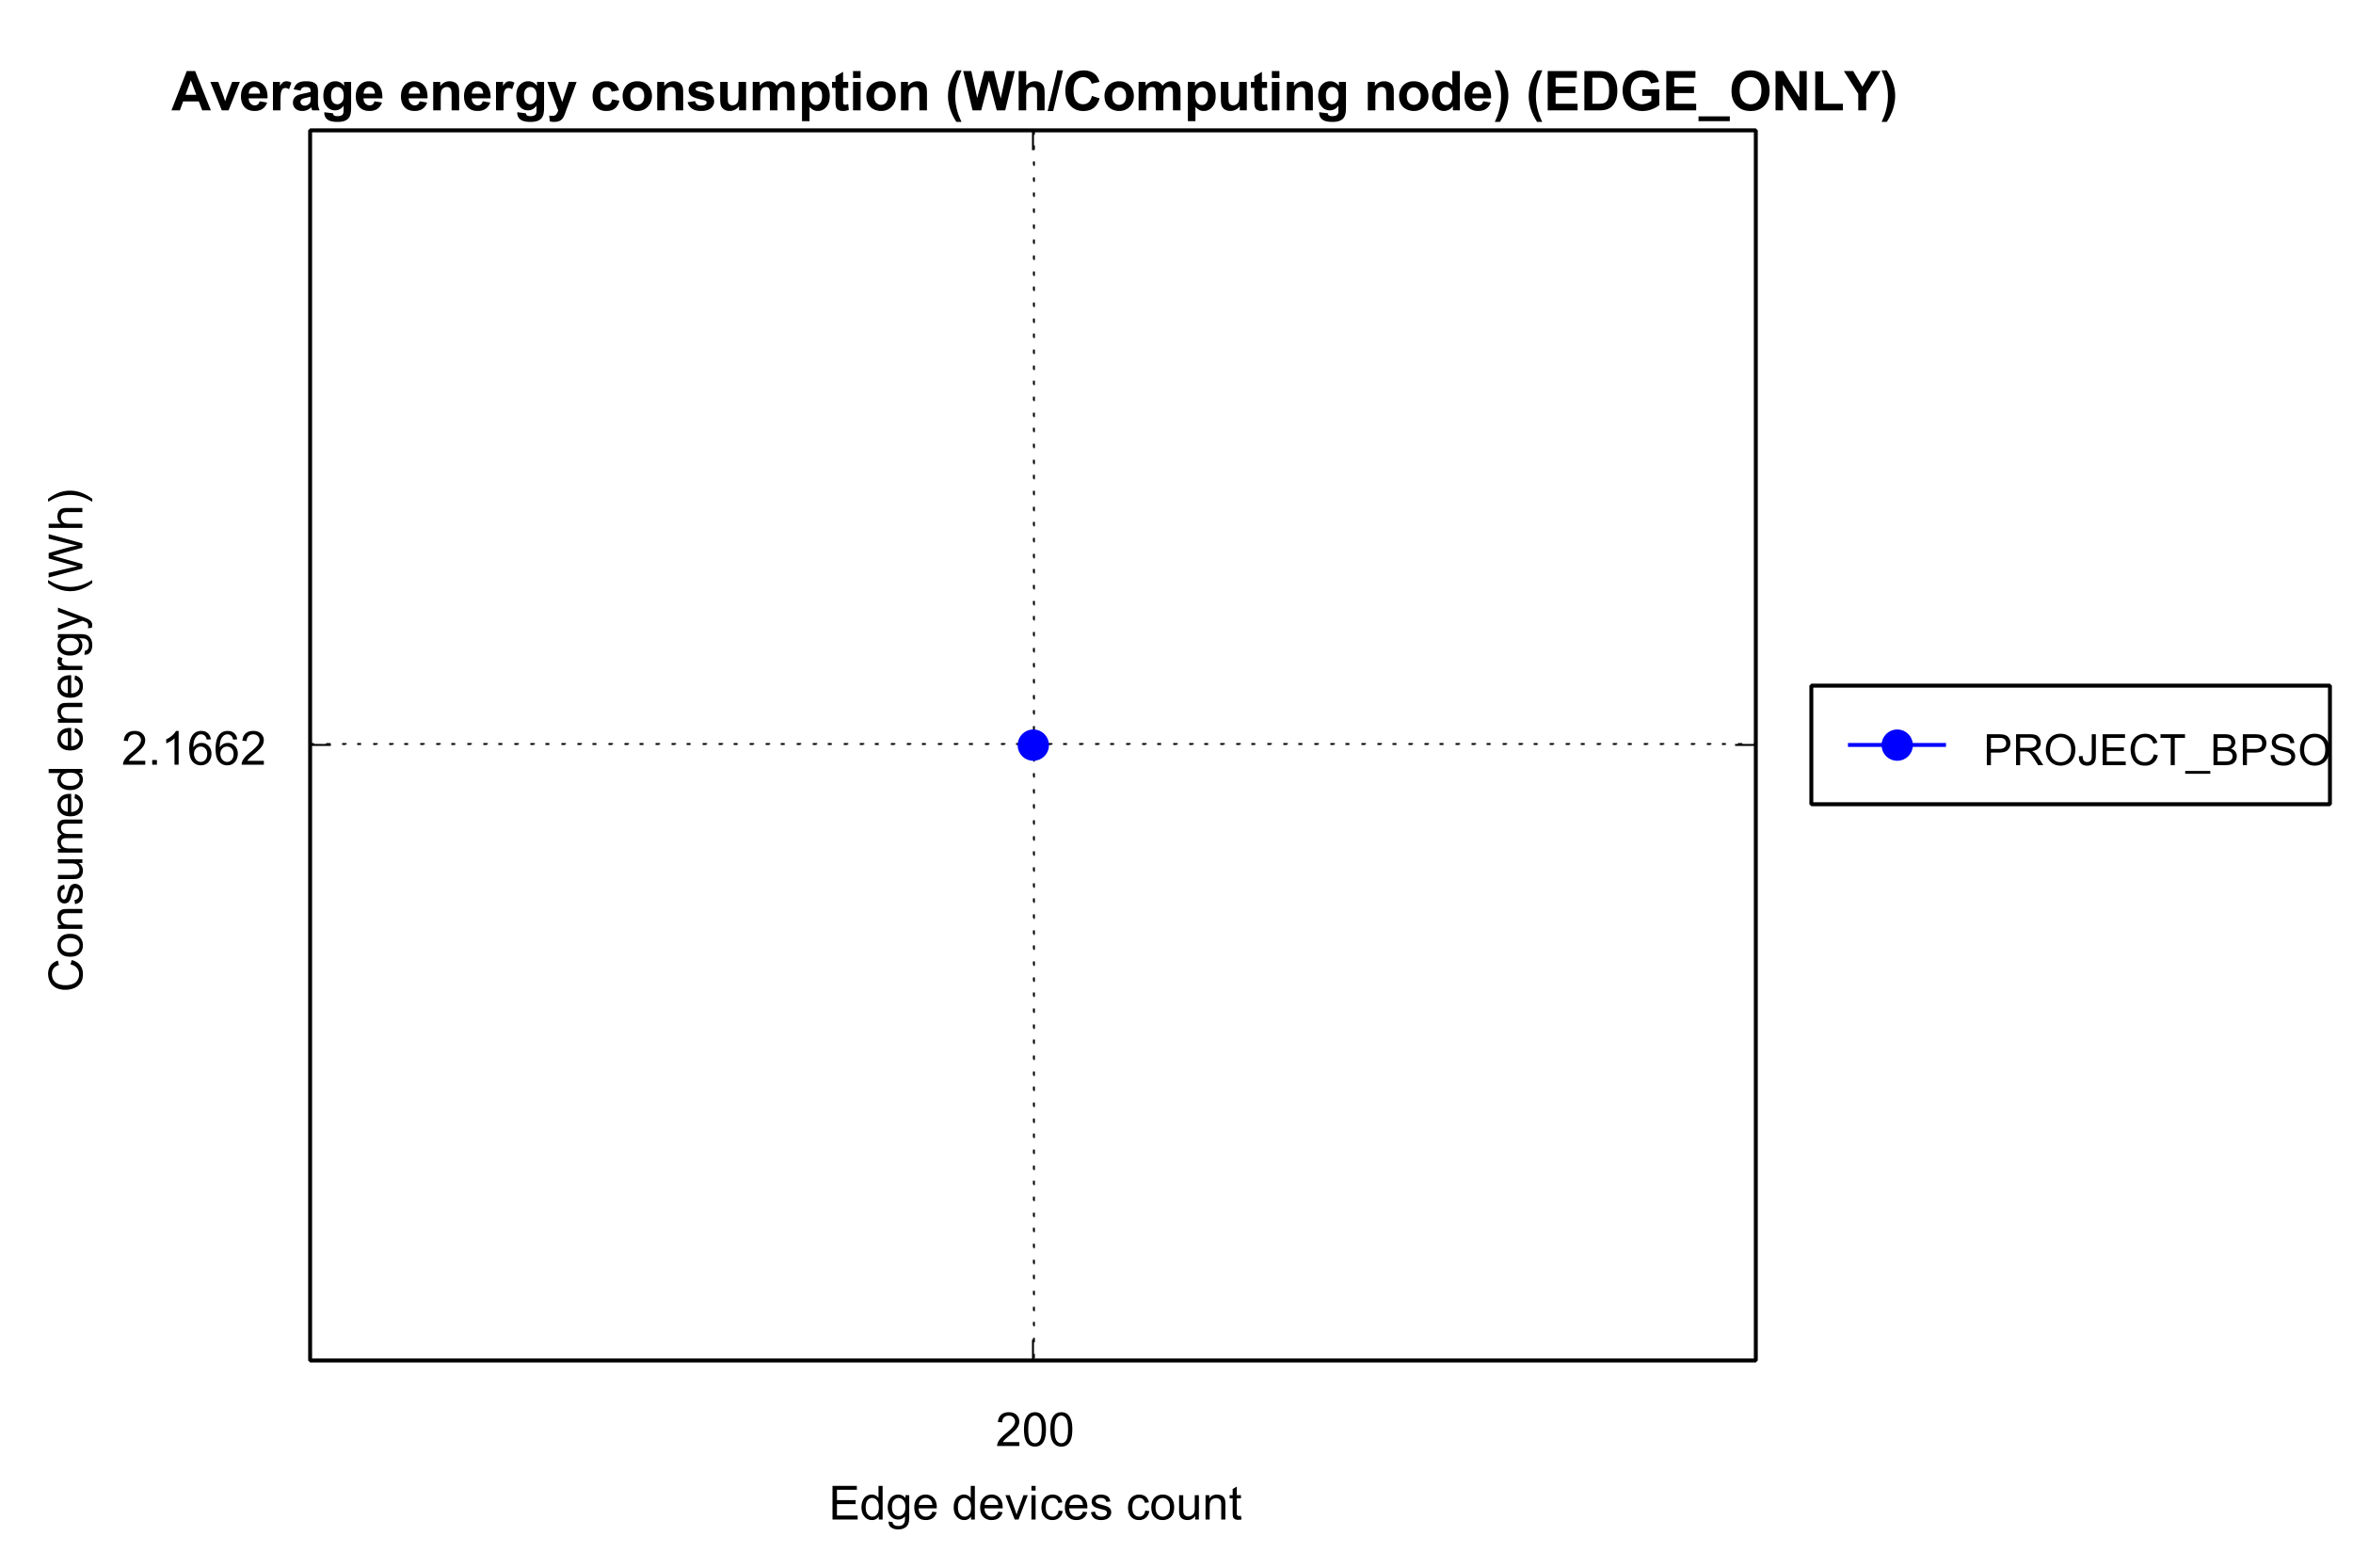 Average energy consumption (Wh/Computing node) (EDGE_ONLY)
Consumed energy (Wh)
2.1662
PROJECT_BPSO
200
Edge devices count